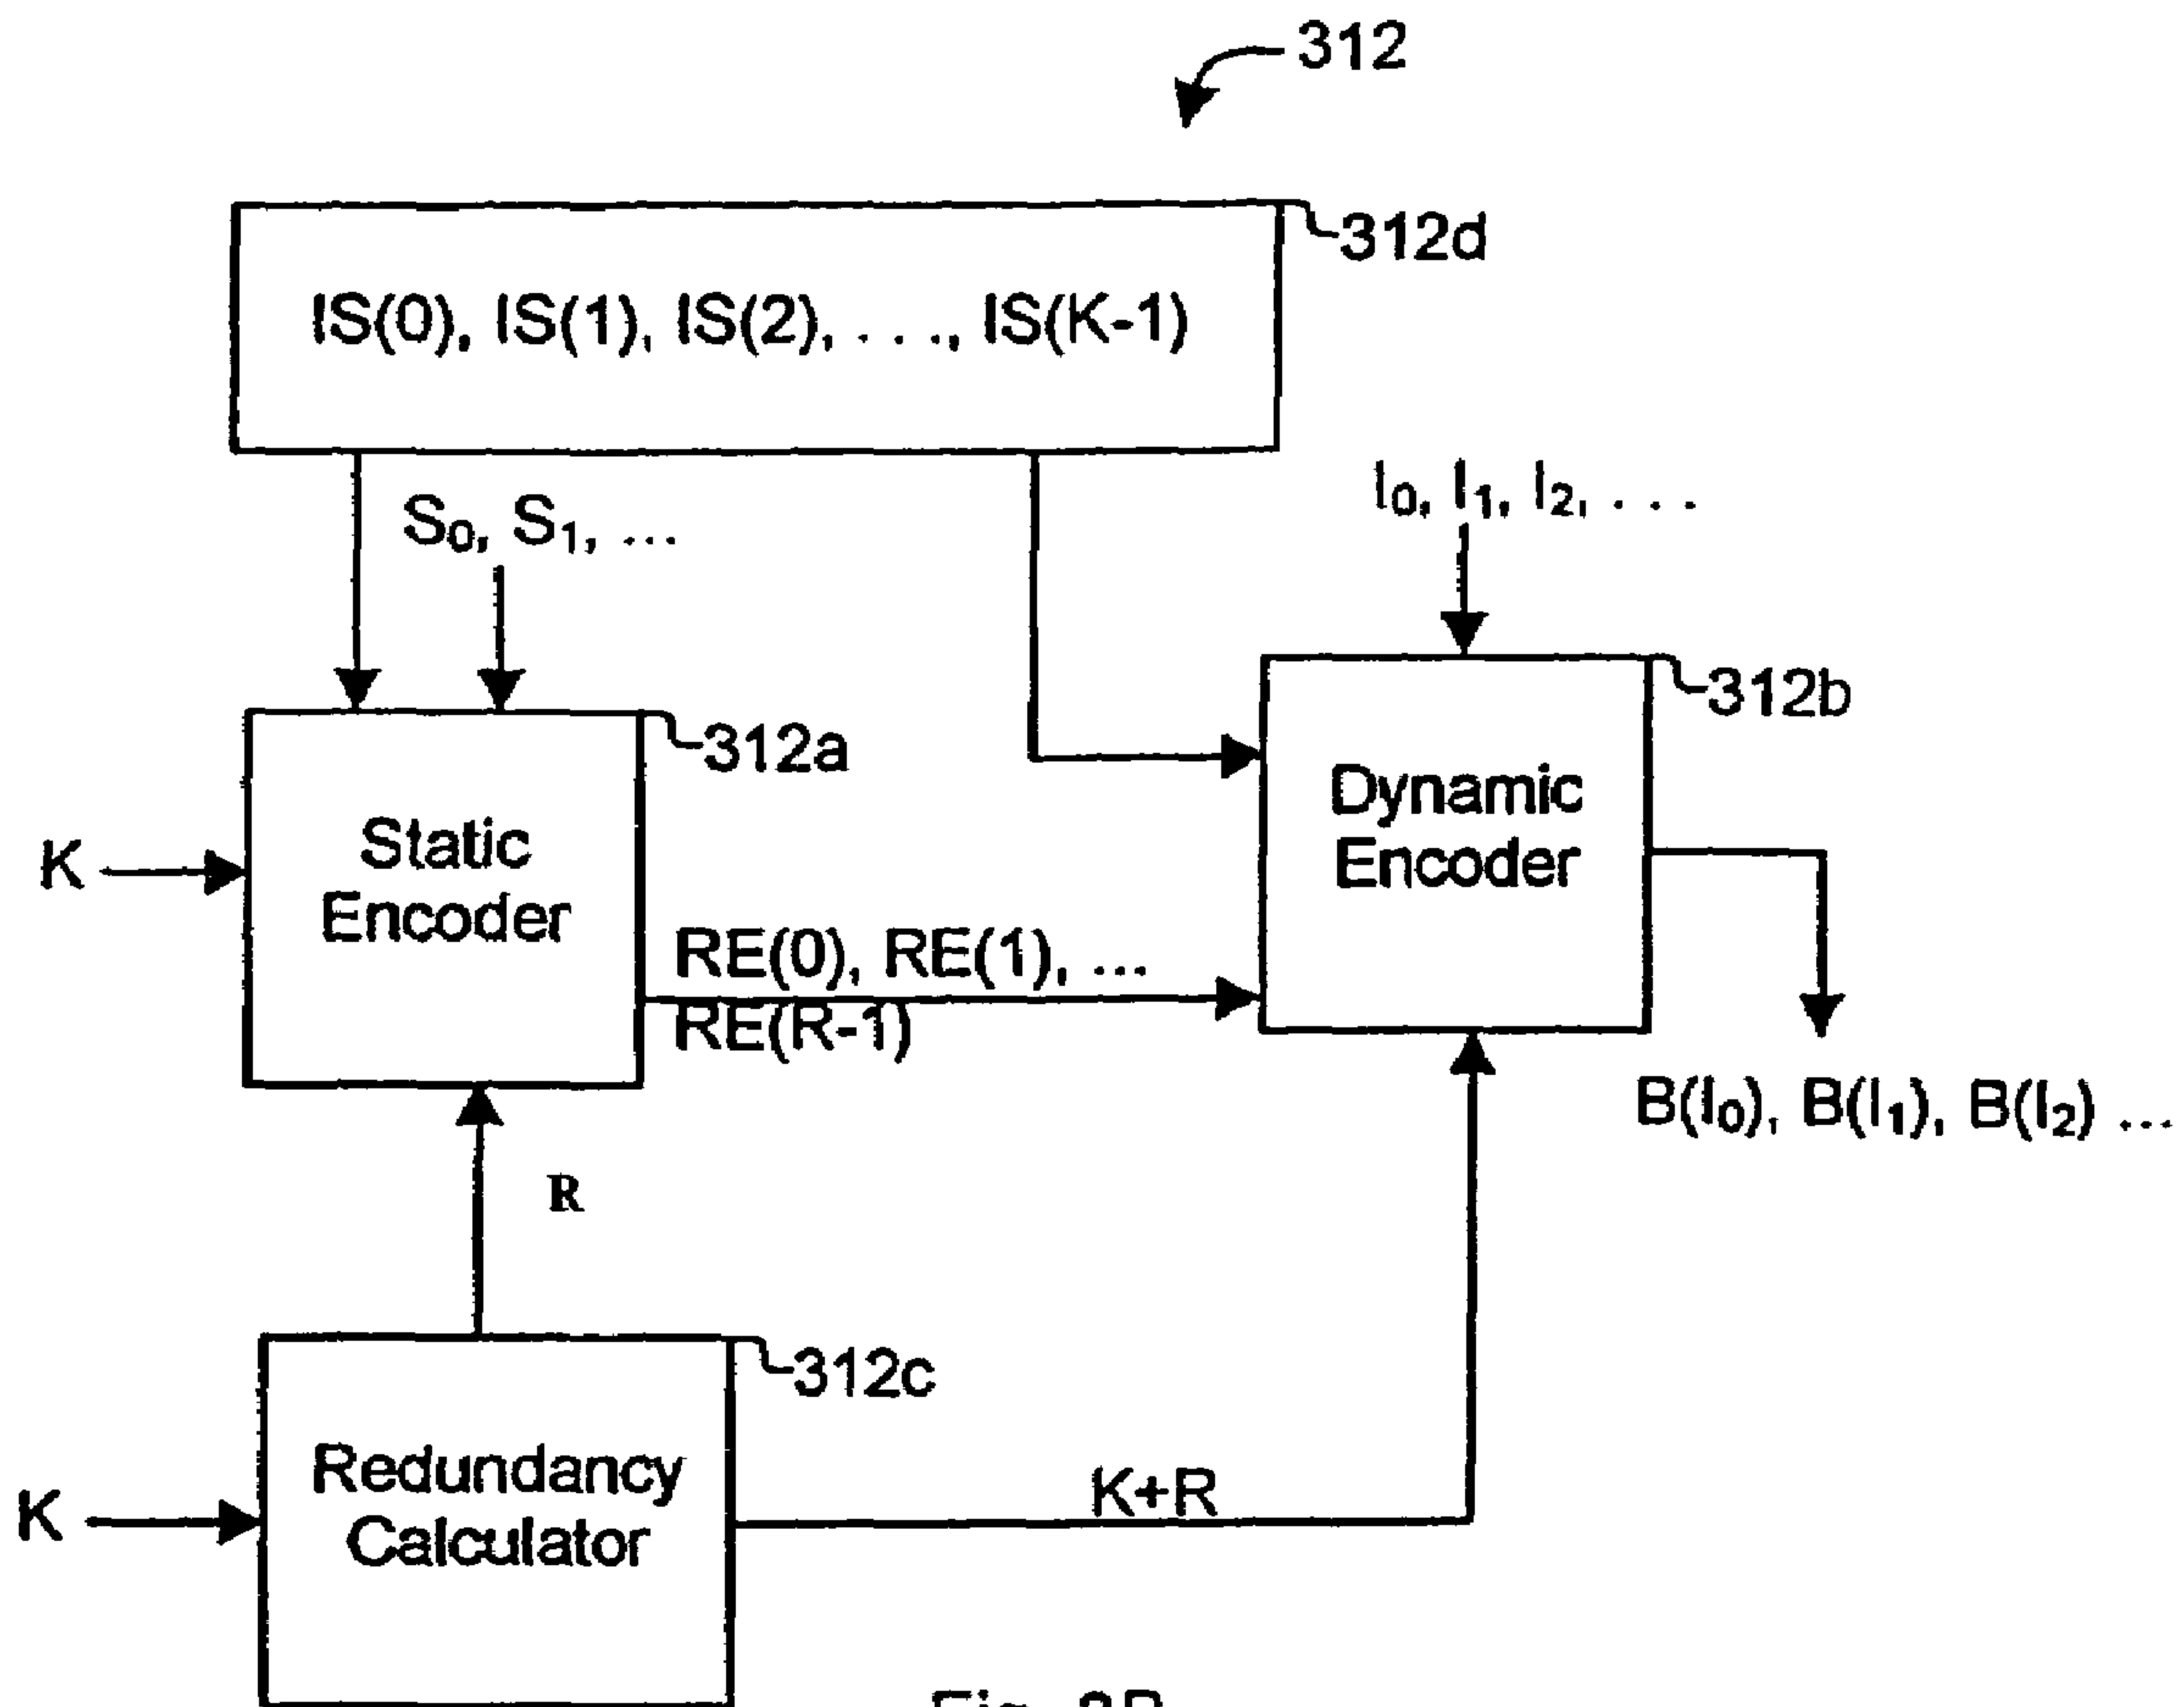 312
312d
IS(0), IS(1), IS(2), . . ., IS(K-1)
S0, S1, ...
I0, I1, I2, . . .
312a
312b
Static
Encoder
Dynamic
Encoder
K
RE(0), RE(1), ...
RE(R-1)
B(I0), B(I1), B(I2) ...
R
312c
Redundancy
Calculator
K+R
K